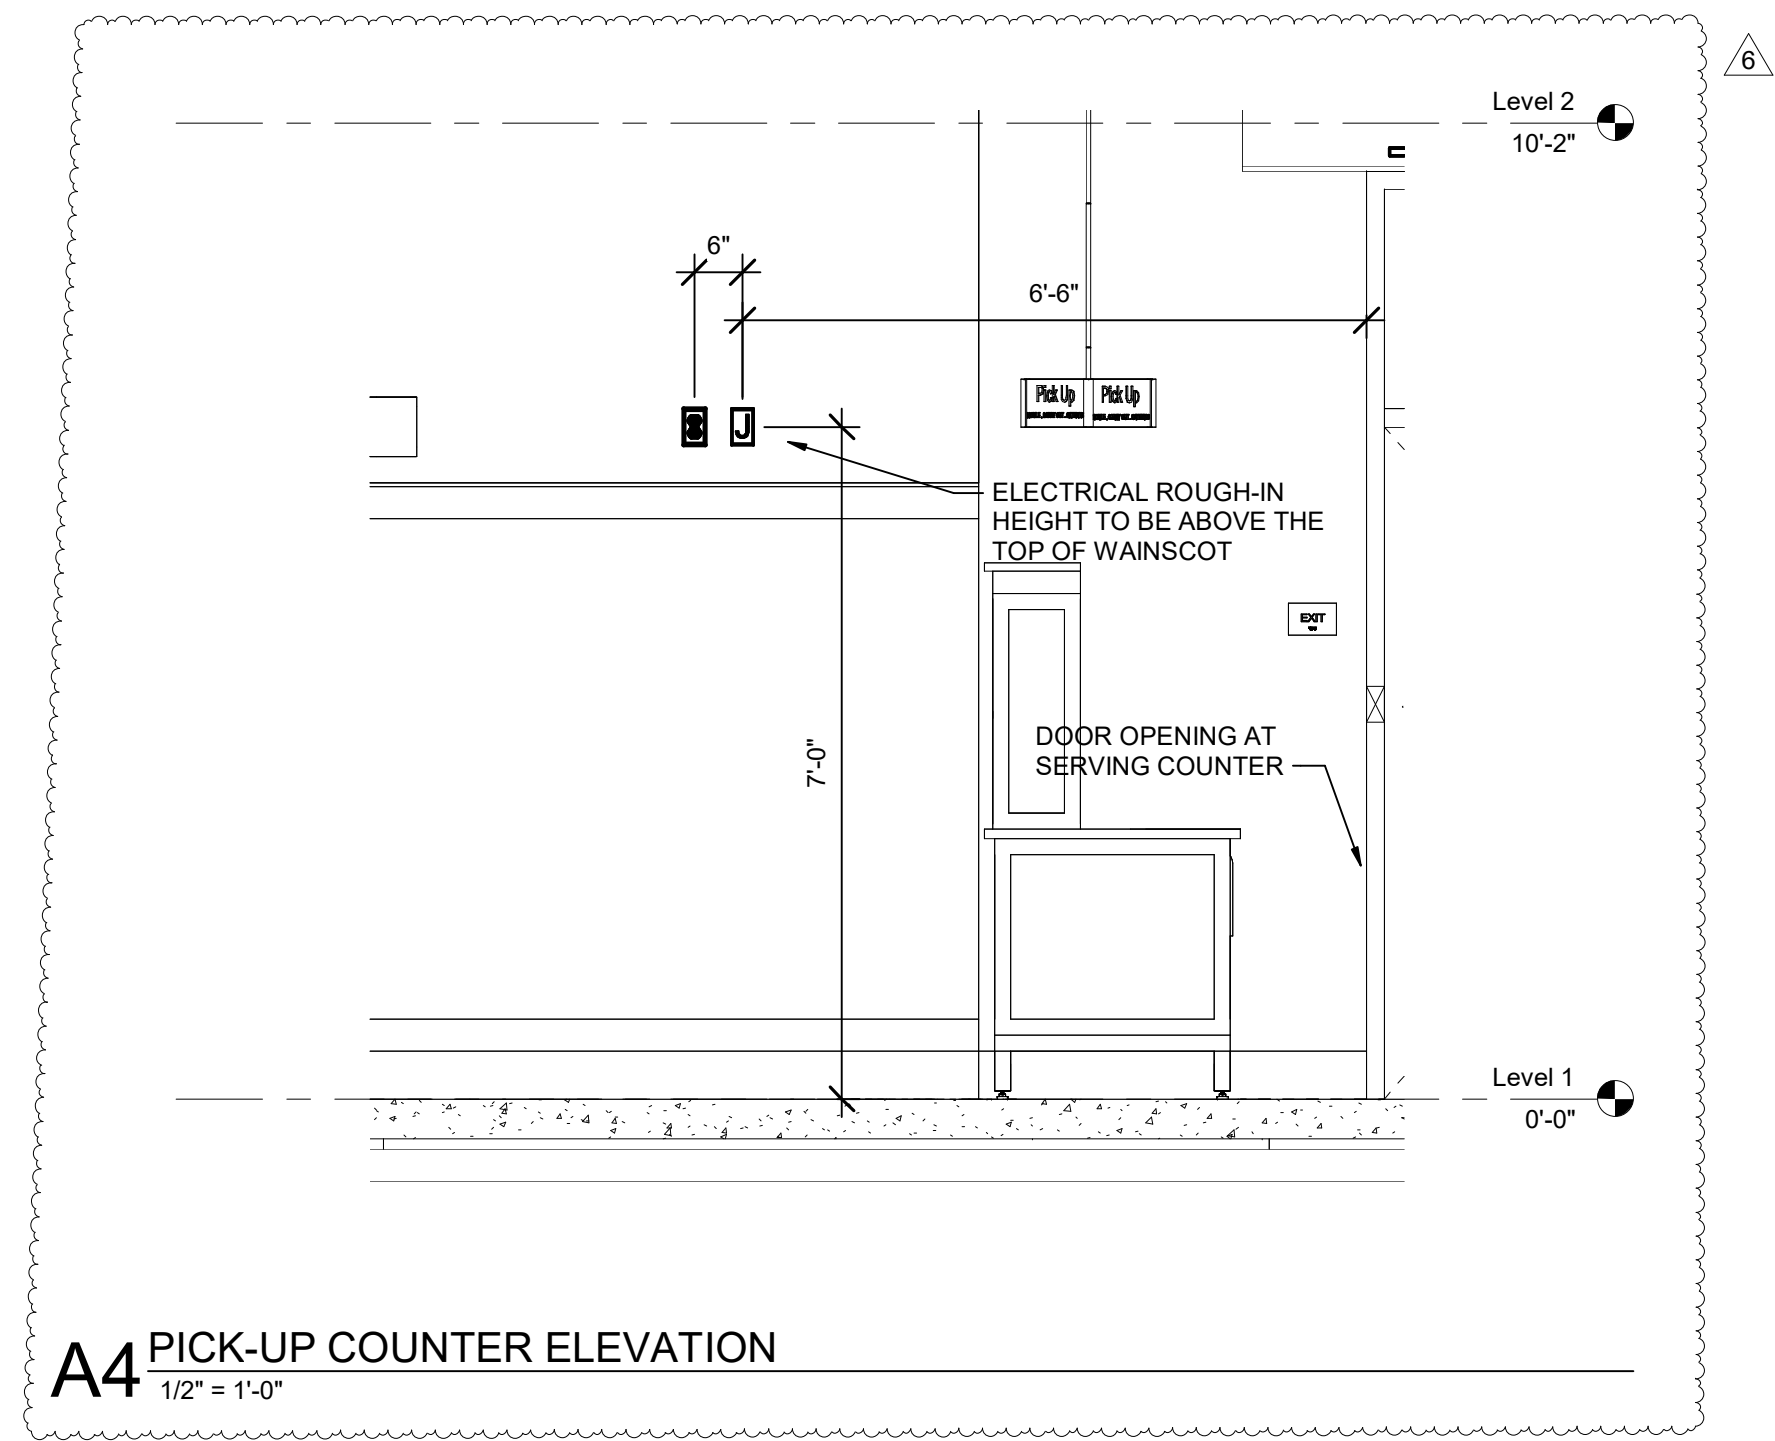 6
Level 2
10'-2"
6"
6'-6"
Pick Up Pick Up
J
ELECTRICAL ROUGH-IN
HEIGHT TO BE ABOVE THE
TOP OF WAINSCOT
EXIT
DOOR OPENING AT
SERVING COUNTER
7'-0"
Level 1
0'-0"
A4 PICK-UP COUNTER ELEVATION
1/2" = 1'-0"